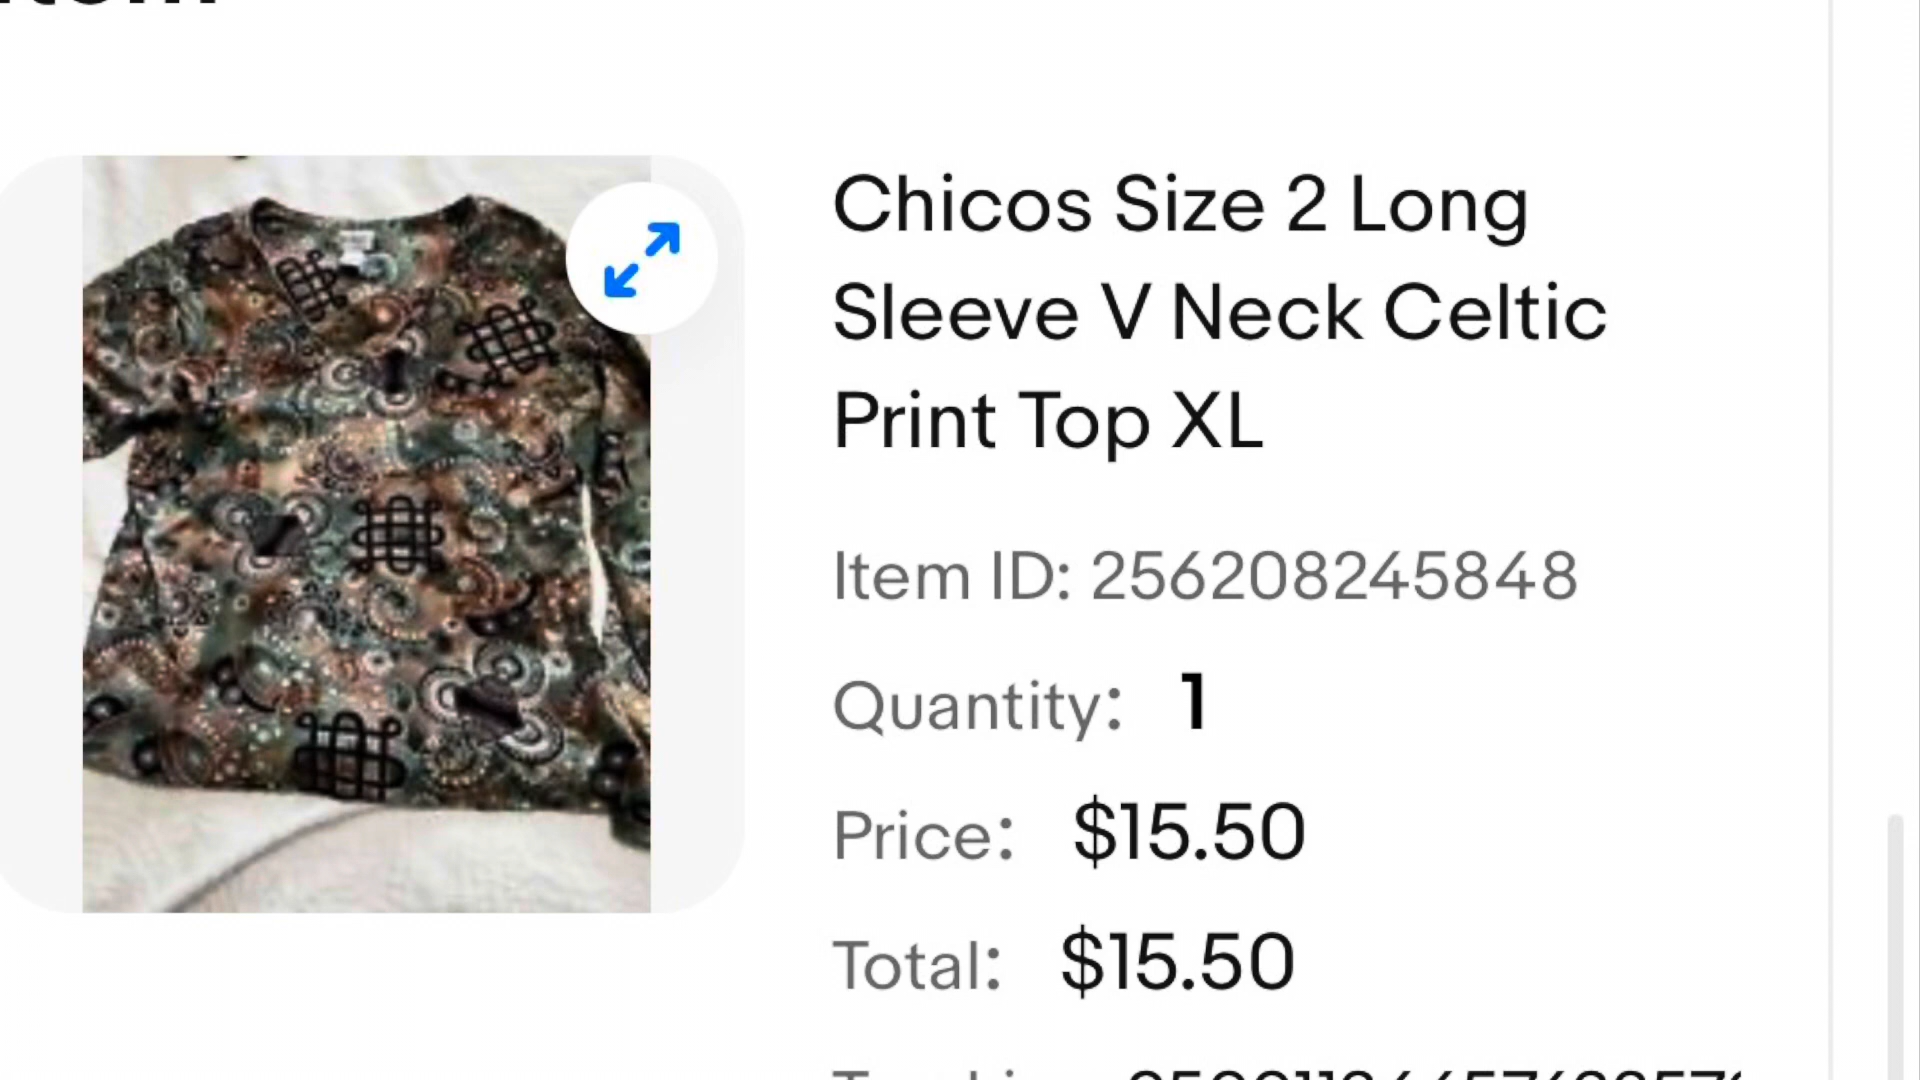 Chicos Size 2 Long
Sleeve V Neck Celtic
Print Top XL
Item ID: 256208245848
Quantity: 1
Price: $15.50
Total: $15.50